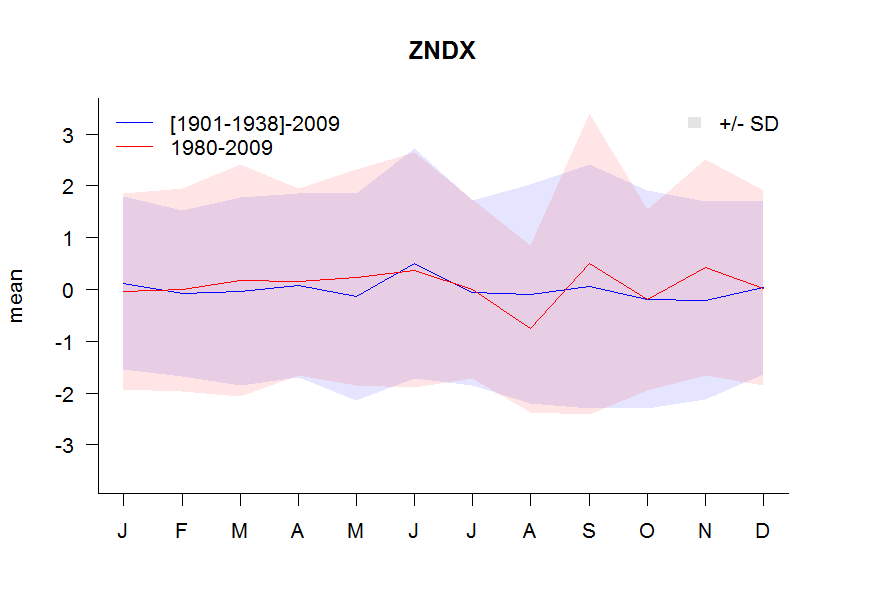 ZNDX
[1901-1938]-2009
1980-2009
+/- SD
mean
3
2
1
0
-1
-2
-3
J F M A M J J A S O N D